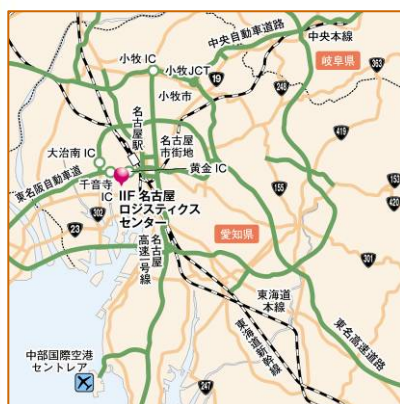 中央自動車道路
中央本線
岐阜県
363
小牧IC
小牧JCT
19
248
小牧市
419
名古屋駅
名古屋
市街地
大治南IC
黄金IC
東名阪自動車道
千音寺
IC
155
153
420
302
IIF 名古屋
ロジスティクス
センター
23
愛知県
301
名古屋
高速一号線
東海道
本線
東海道新幹線
東名高速道路
中部国際空港
セントレア
247